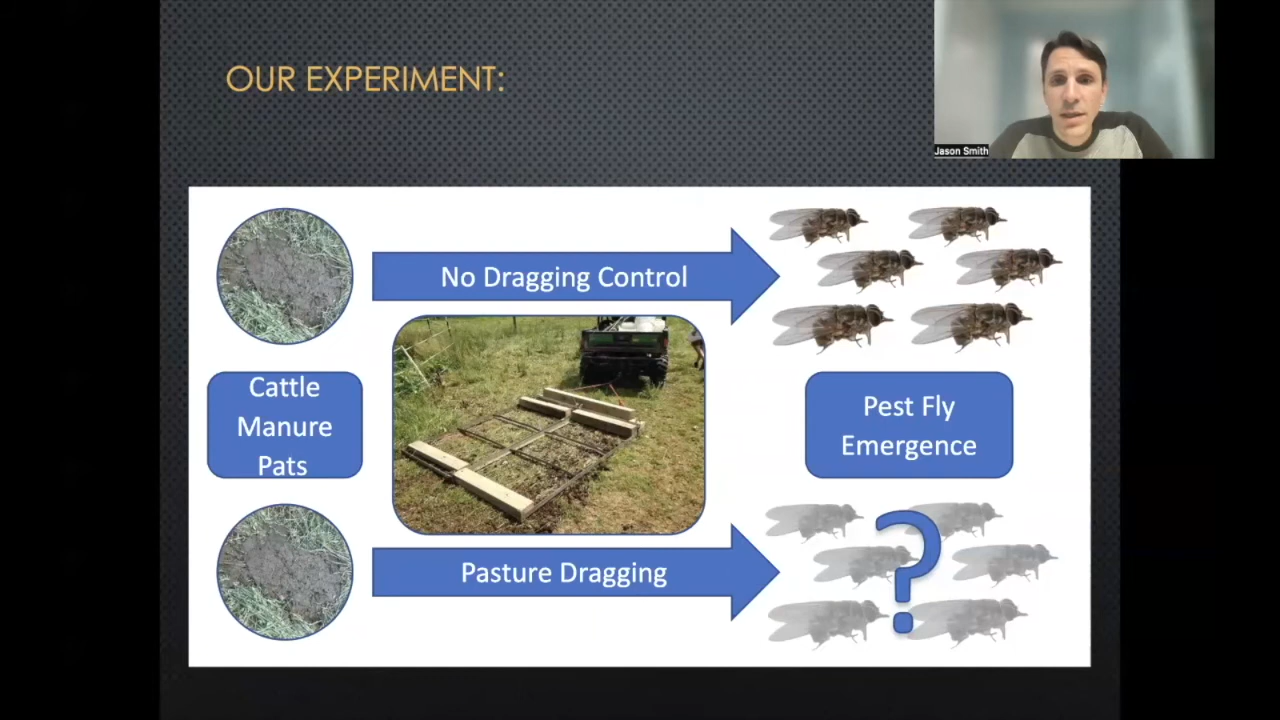 OUR EXPERIMENT:
Jason Smith
No Dragging Control
Cattle
Manure
Pats
Pest Fly
Emergence
Pasture Dragging
?